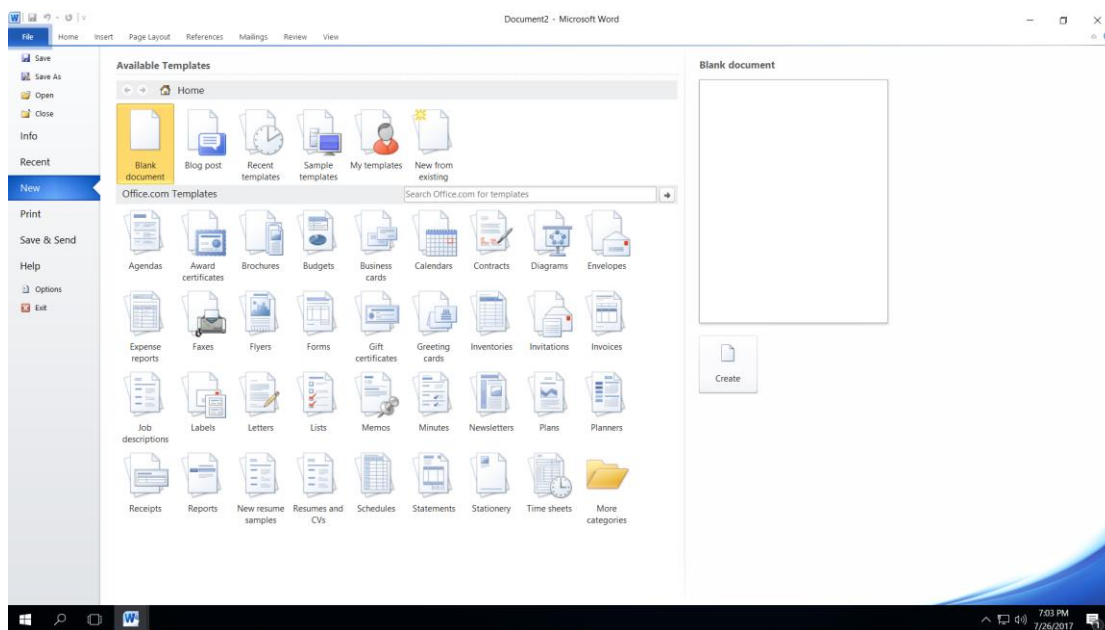 Document2 - Microsoft Word
File Home Insert Page Layout References Mailings Review View
Save
Save As
Open
Close
Info
Recent
New
Print
Save & Send
Help
Options
Exit
Available Templates
Home
Blank document
Blog post
Recent templates
Sample templates
My templates
New from existing
Office.com Templates
Search Office.com for templates
Agendas
Award certificates
Brochures
Budgets
Business cards
Calendars
Contracts
Diagrams
Envelopes
Expense reports
Faxes
Flyers
Forms
Gift certificates
Greeting cards
Inventories
Invitations
Invoices
Job descriptions
Labels
Letters
Lists
Memos
Minutes
Newsletters
Plans
Planners
Receipts
Reports
New resume samples
Resumes and CVs
Schedules
Statements
Stationery
Time sheets
More categories
Blank document
Create
7:03 PM
7/26/2017